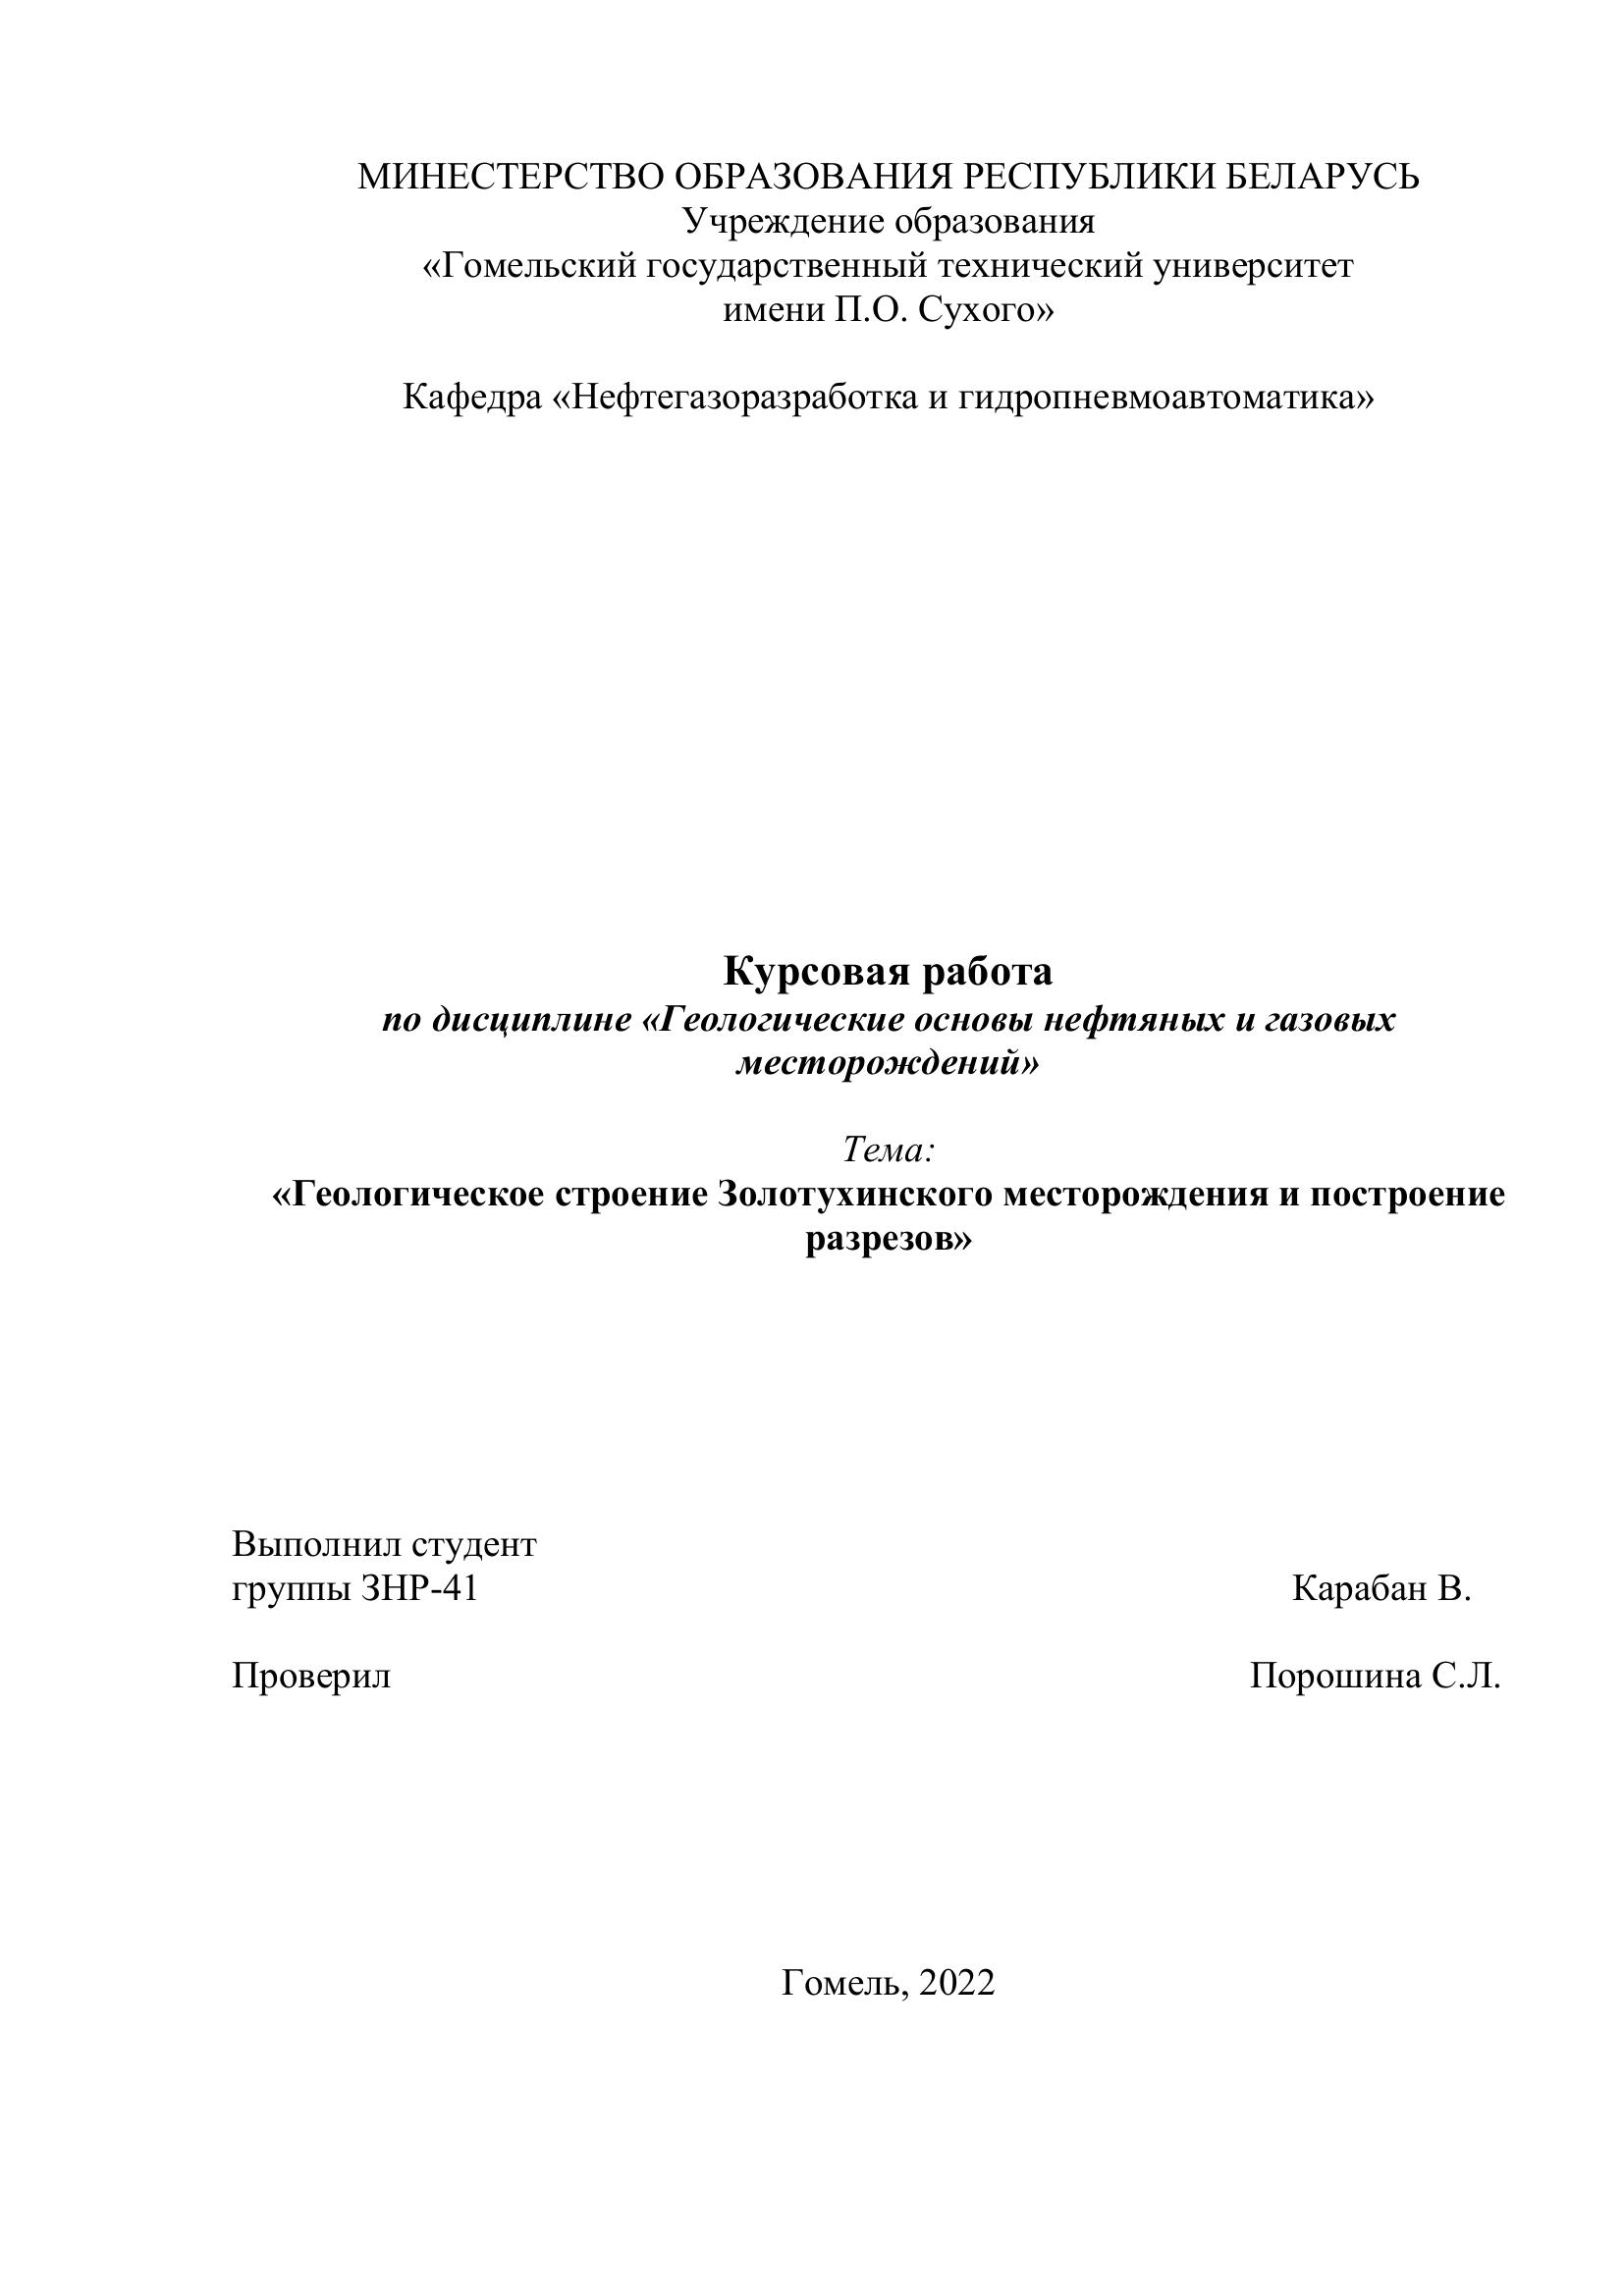 МИНЕСТЕРСТВО ОБРАЗОВАНИЯ РЕСПУБЛИКИ БЕЛАРУСЬ
Учреждение образования
«Гомельский государственный технический университет
имени П.О. Сухого»
Кафедра «Нефтегазоразработка и гидропневмоавтоматика»
Курсовая работа
по дисциплине «Геологические основы нефтяных и газовых
месторождений»
Тема:
«Геологическое строение Золотухинского месторождения и построение
разрезов»
Выполнил студент
группы ЗНР-41 Карабан В.
Проверил Порошина С.Л.
Гомель, 2022